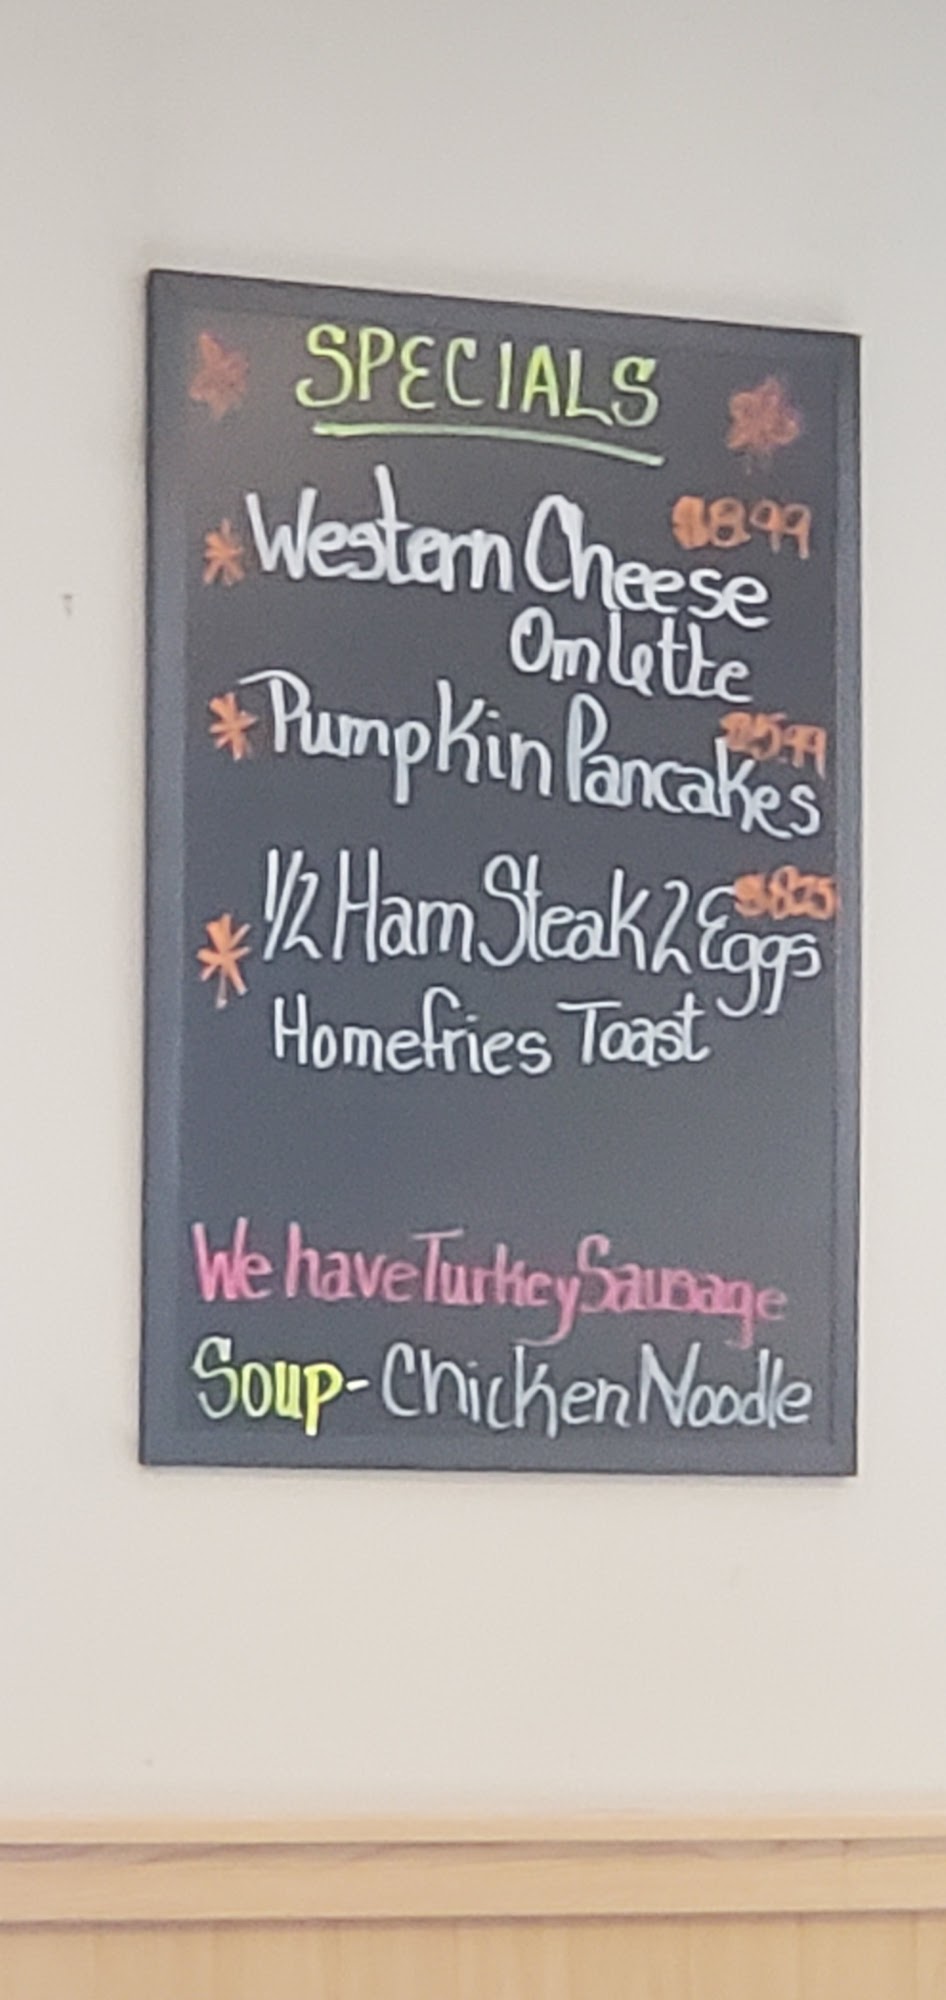 SPECIALS
$8.99
*Western Cheese
Omlette
*Pumpkin Pancakes
$5.99
*1/2 Ham Steak 2 Eggs
$8.25
Homefries Toast
We have Turkey Sausage
Soup - Chicken Noodle